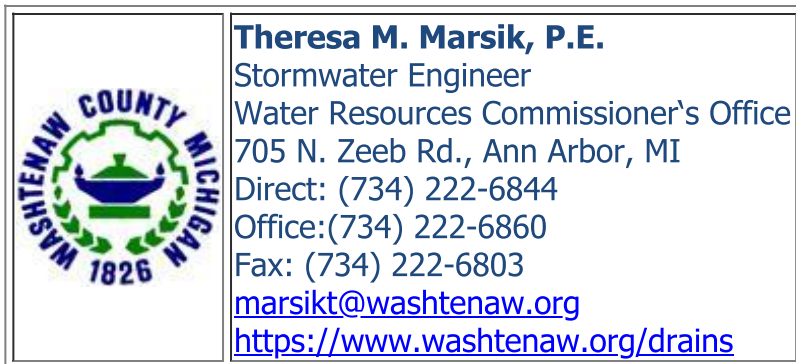 WASHTENAW COUNTY MICHIGAN
1826
Theresa M. Marsik, P.E.
Stormwater Engineer
Water Resources Commissioner‘s Office
705 N. Zeeb Rd., Ann Arbor, MI
Direct: (734) 222-6844
Office:(734) 222-6860
Fax: (734) 222-6803
marsikt@washtenaw.org
https://www.washtenaw.org/drains